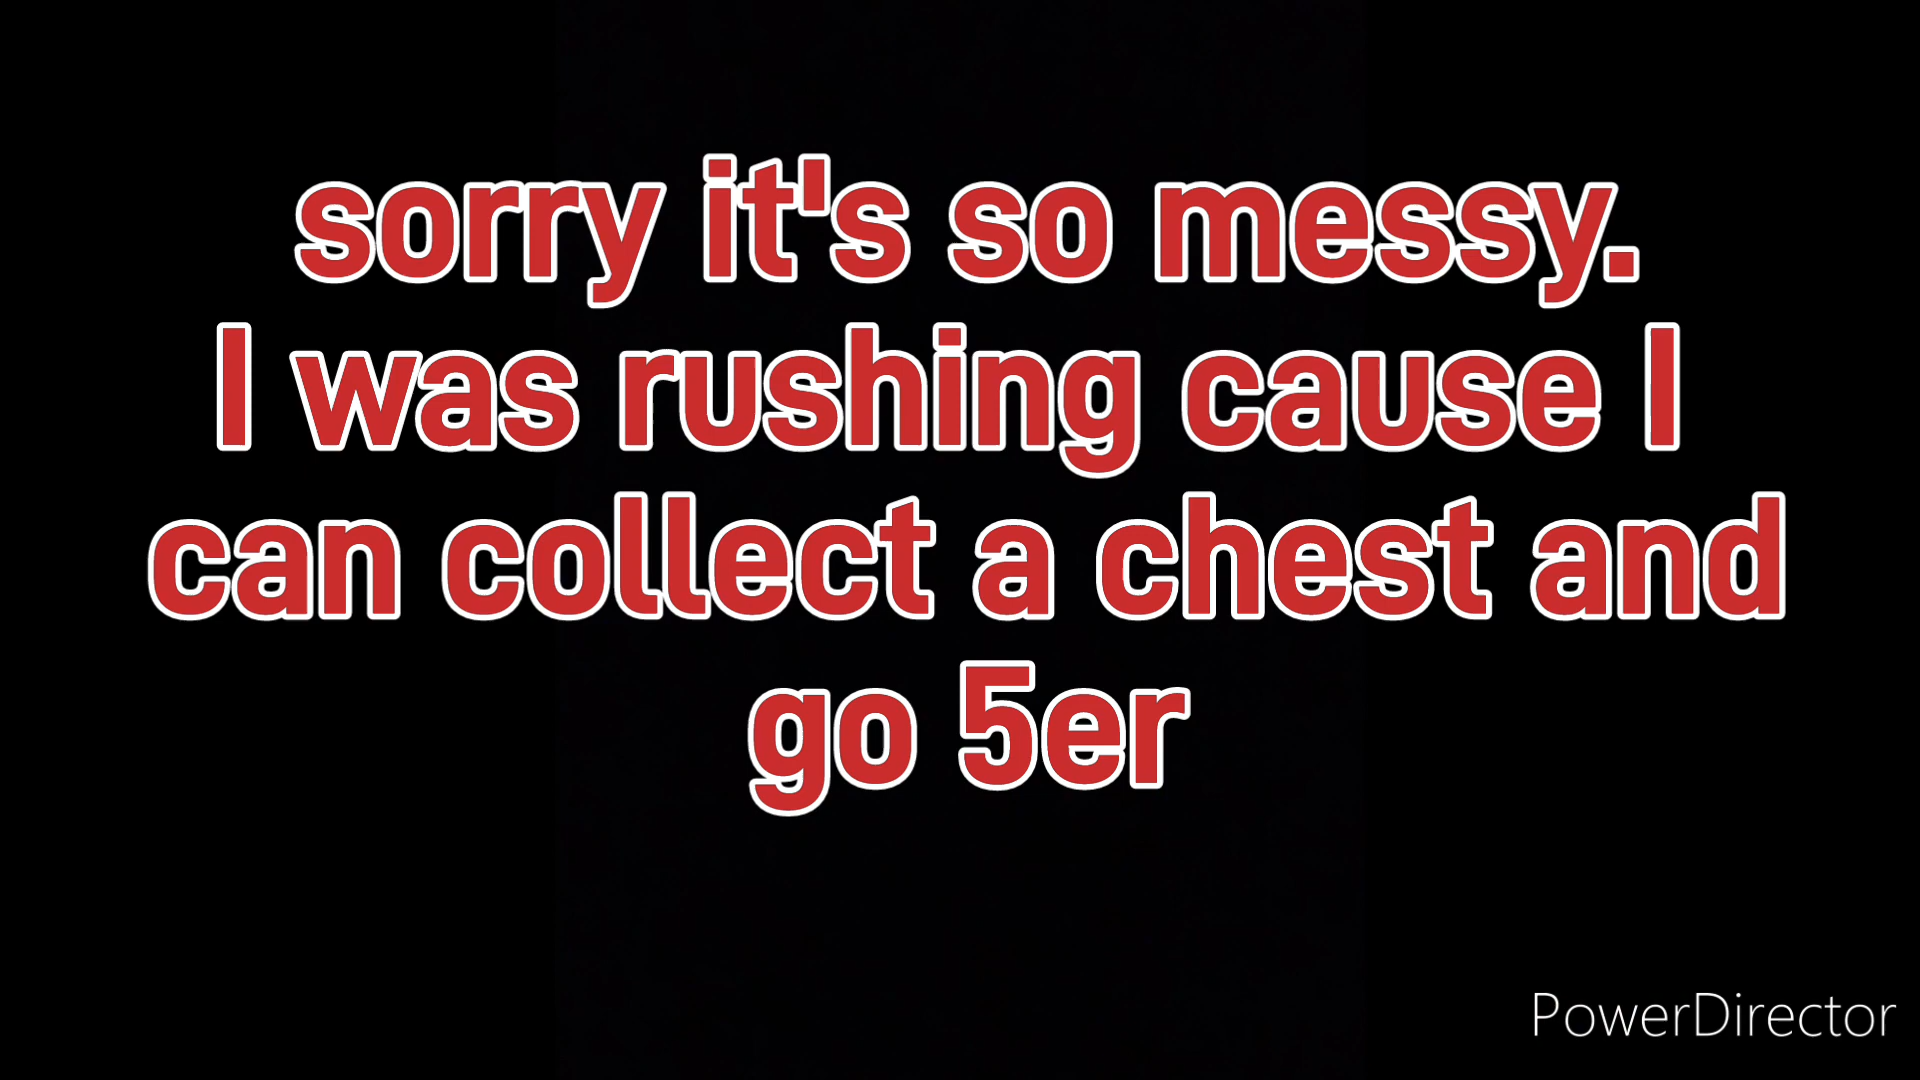 sorry it's so messy.
I was rushing cause I
can collect a chest and
go 5er
PowerDirector